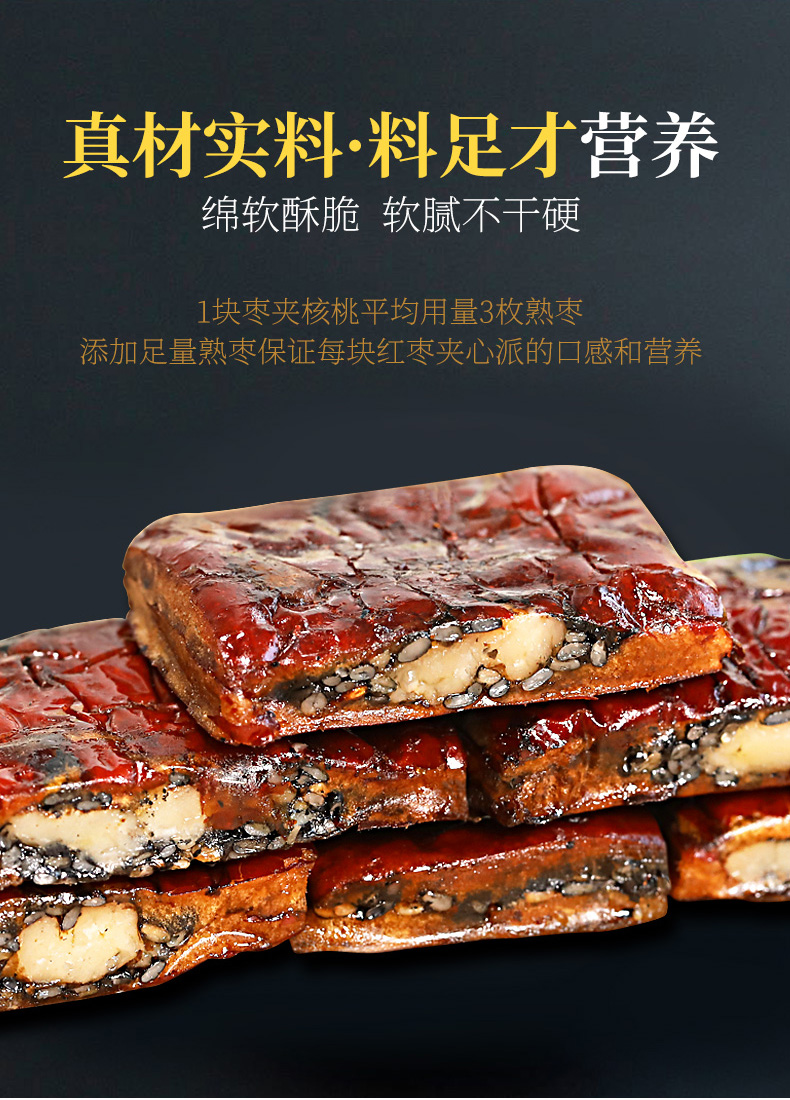 真材实料·料足才营养
绵软酥脆 软腻不干硬
1块枣夹核桃平均用量3枚熟枣
添加足量熟枣保证每块红枣夹心派的口感和营养